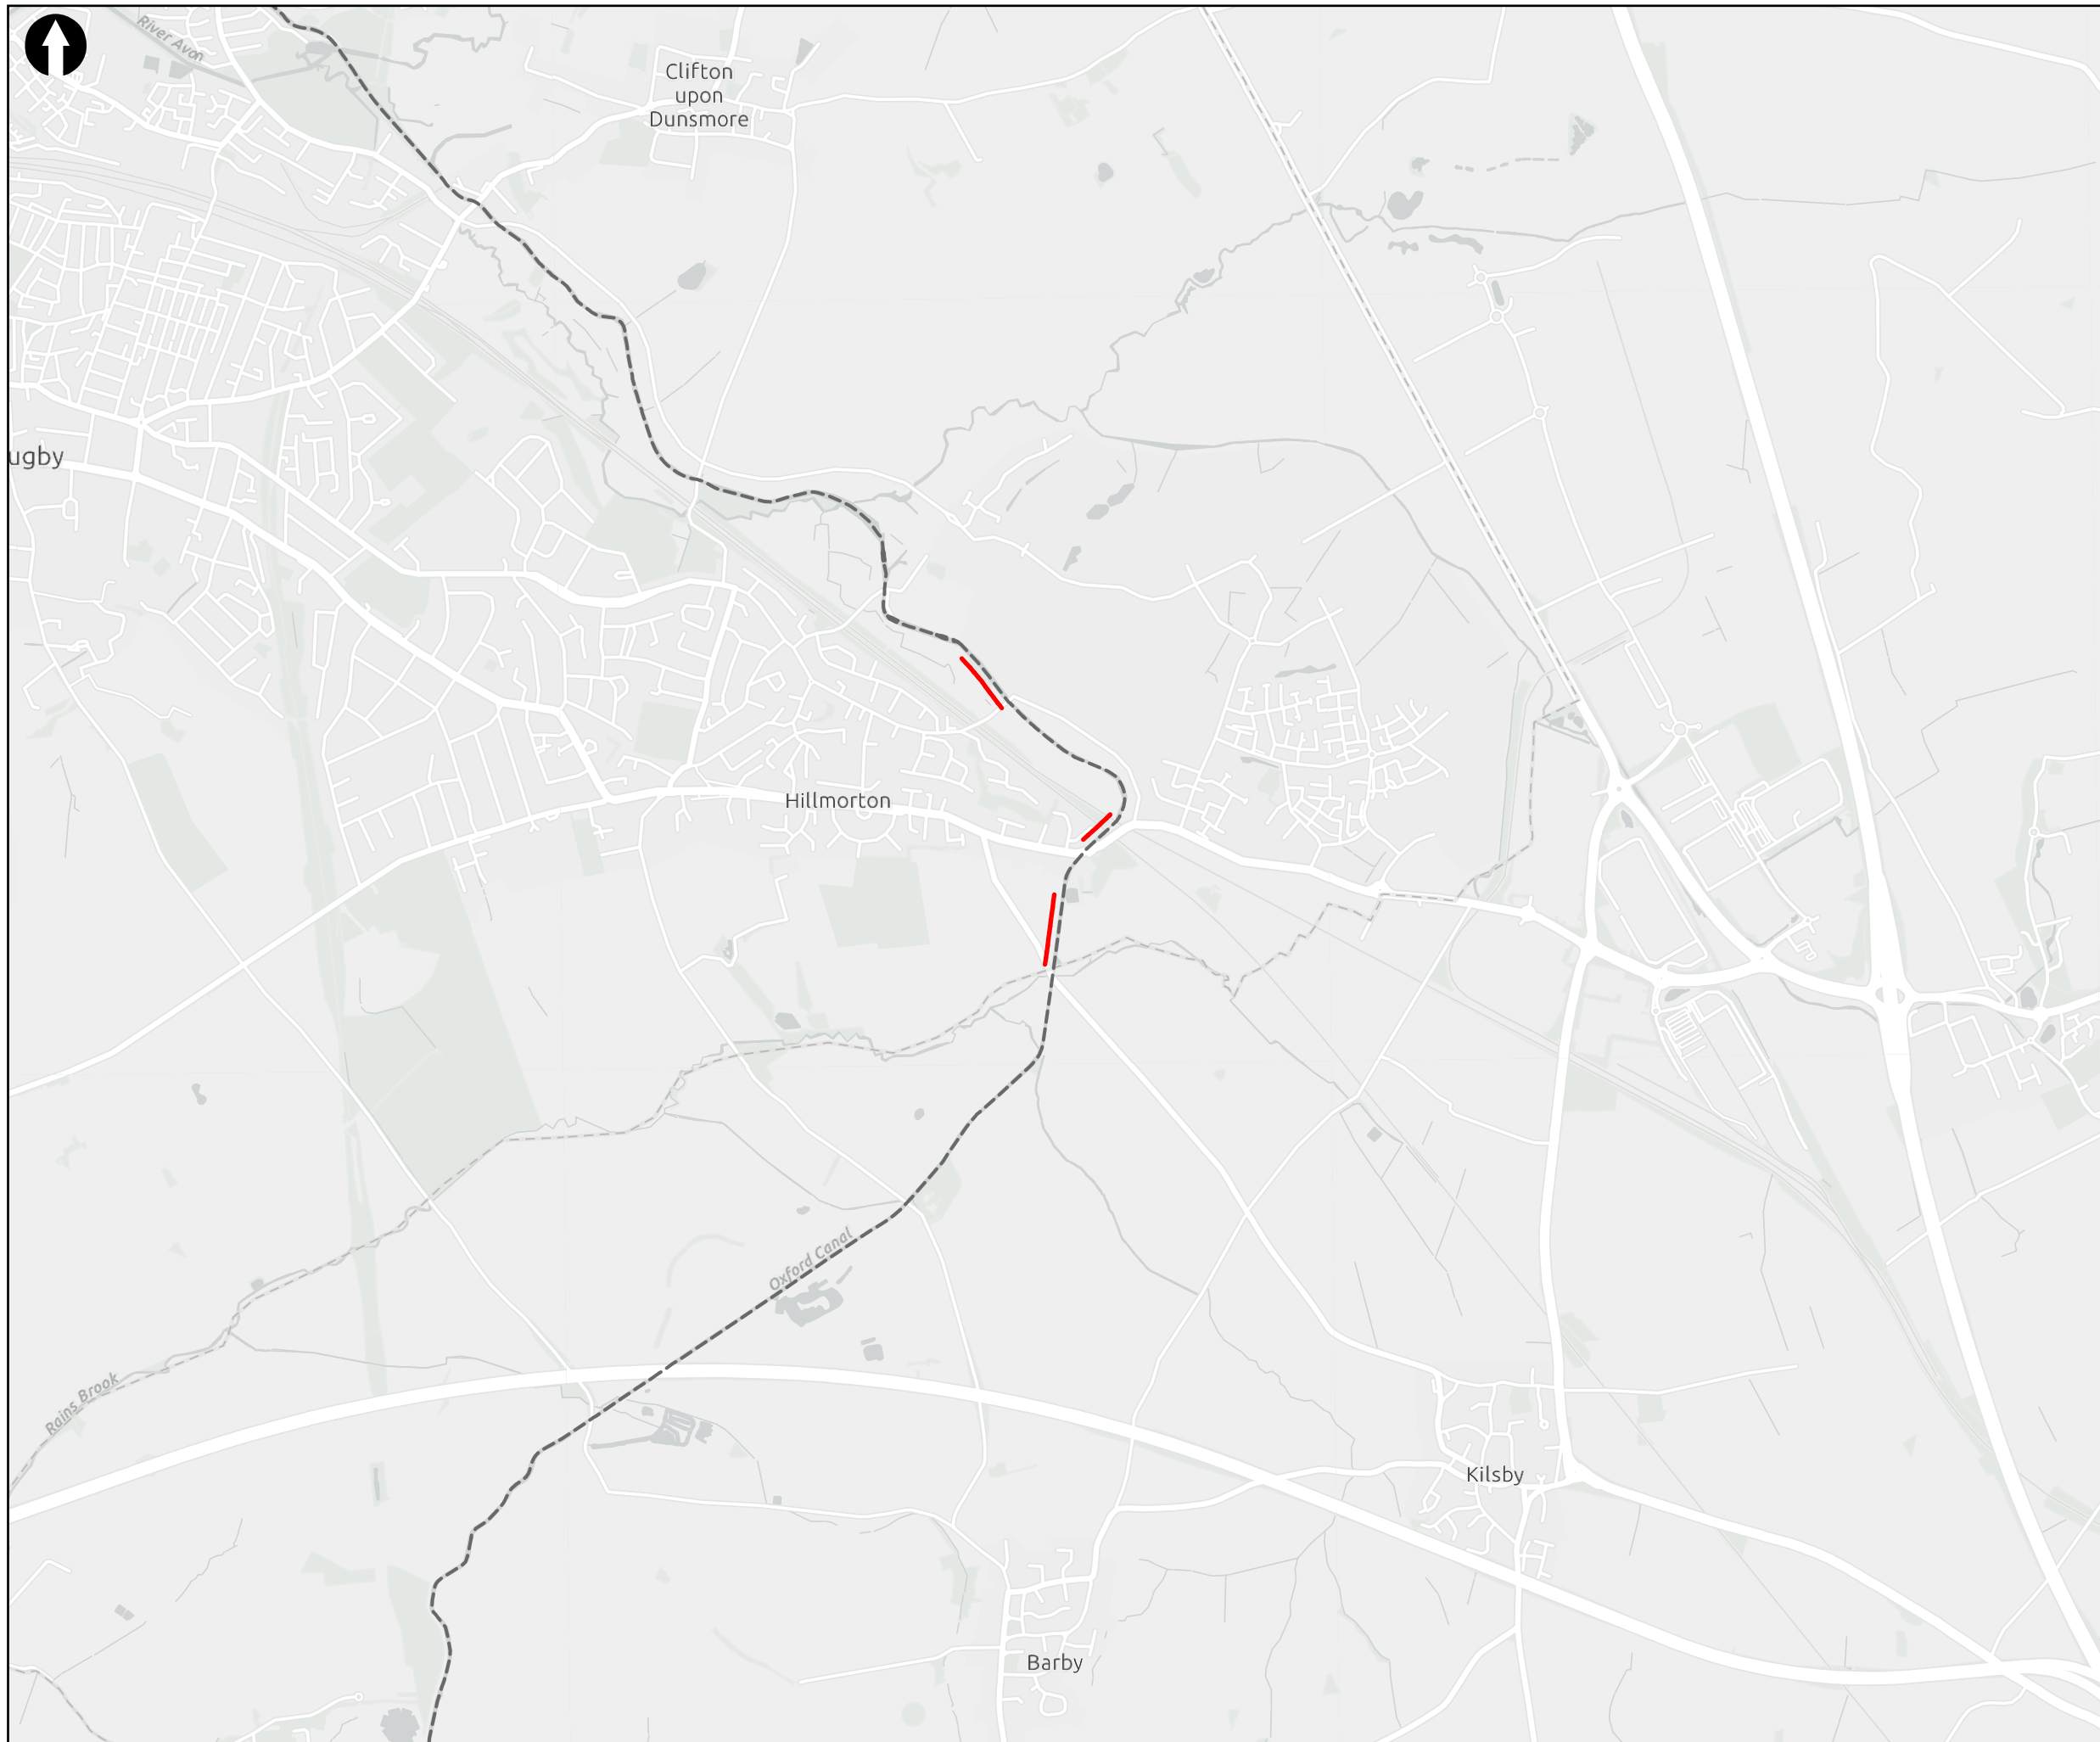 River Avon
Clifton
upon
Dunsmore
ugby
Hillmorton
Oxford Canal
Rains Brook
Kilsby
Barby